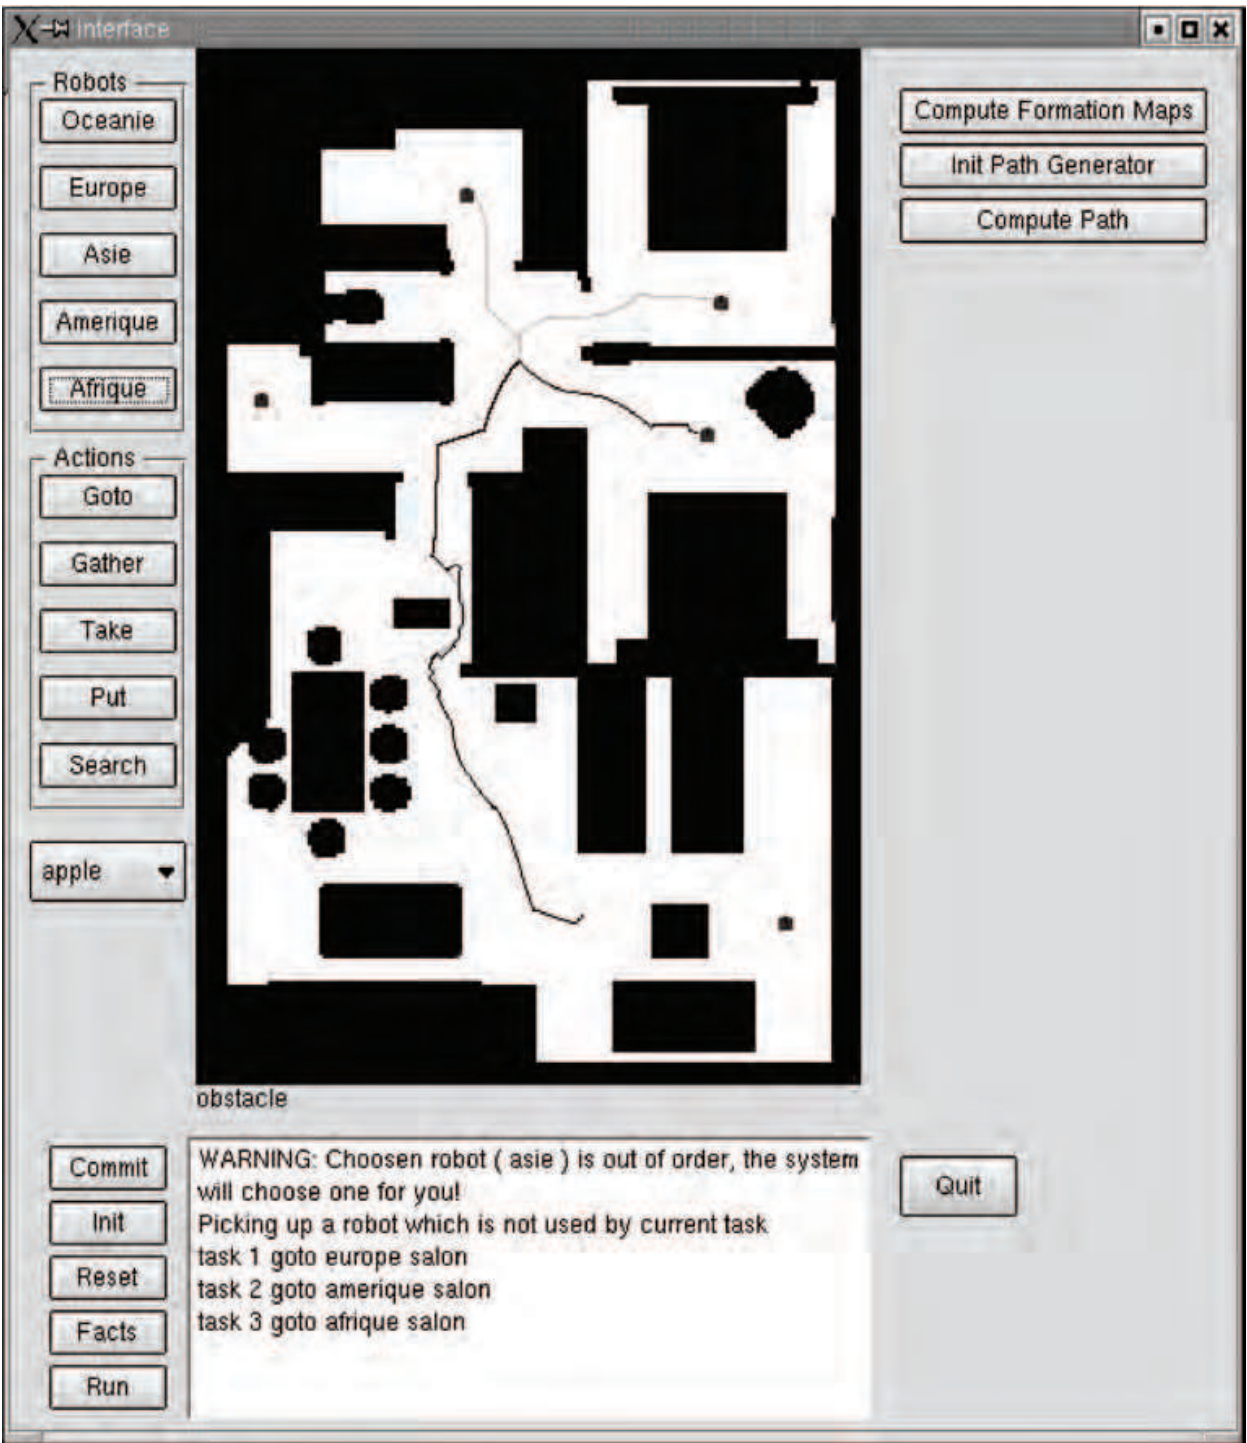 interface
Robots
Oceanie
Europe
Asie
Amerique
Afrique
Actions
Goto
Gather
Take
Put
Search
apple
Compute Formation Maps
Init Path Generator
Compute Path
obstacle
Commit
Init
Reset
Facts
Run
WARNING: Choosen robot ( asie ) is out of order, the system
will choose one for you!
Picking up a robot which is not used by current task
task 1 goto europe salon
task 2 goto amerique salon
task 3 goto afrique salon
Quit